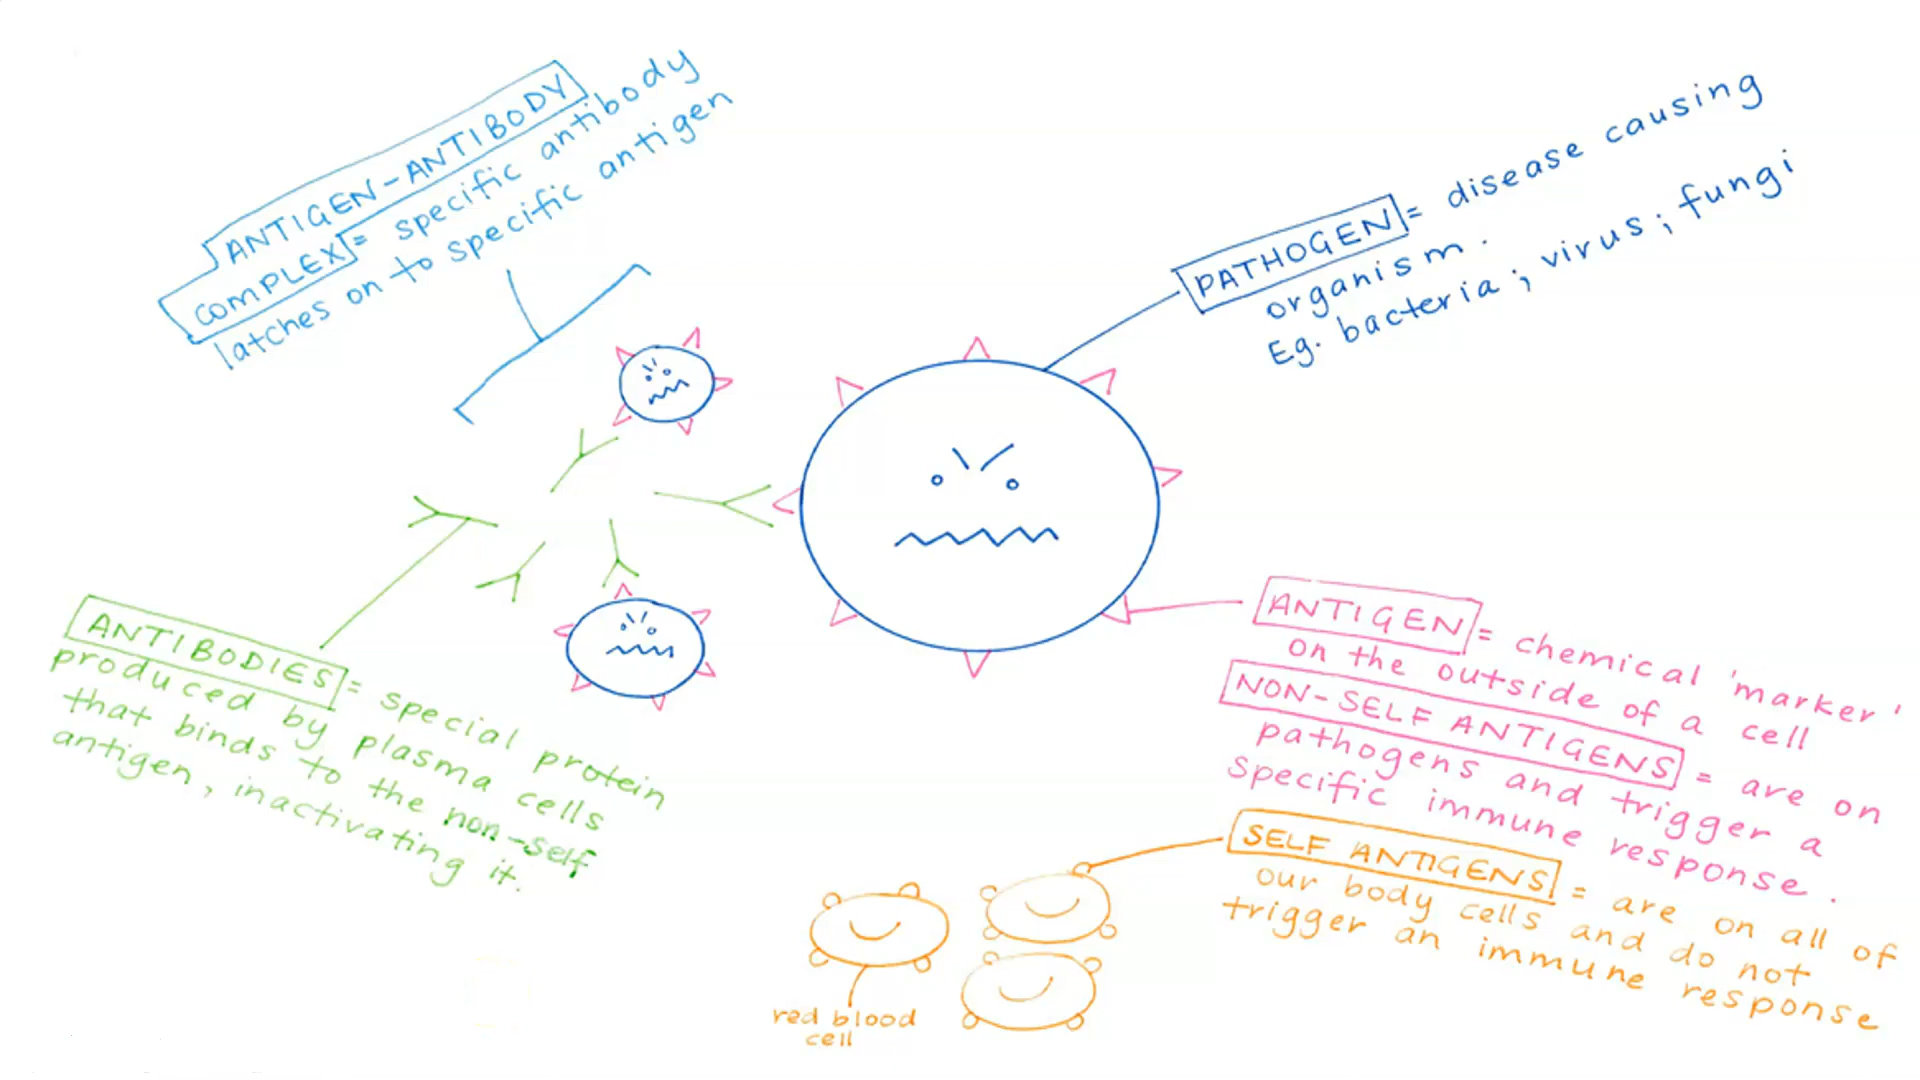 ANTIGEN-ANTIBODY
COMPLEX = specific antibody
latches on to specific antigen
PATHOGEN = disease causing
organism.
Eg. bacteria; virus; fungi
ANTIBODIES = special protein
produced by plasma cells
that binds to the non-self
antigen, inactivating it.
ANTIGEN = chemical 'marker'
on the outside of a cell
NON-SELF ANTIGENS = are on
pathogens and trigger a
specific immune response.
SELF ANTIGENS = are on all of
our body cells and do not
trigger an immune response
red blood
cell